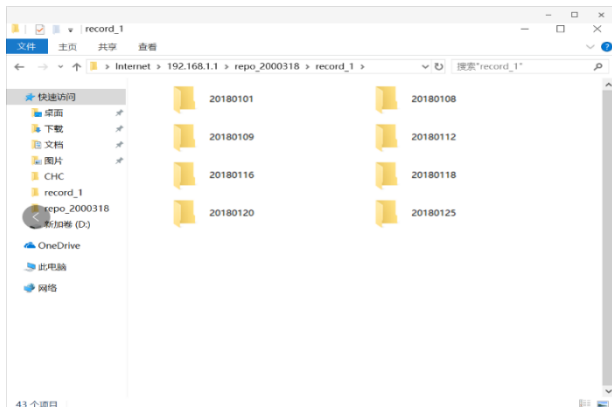 record_1
文件 主页 共享 查看
Internet > 192.168.1.1 > repo_2000318 > record_1 >
搜索"record_1"
快速访问
桌面
下载
文档
图片
CHC
record_1
repo_2000318
新加卷 (D:)
OneDrive
此电脑
网络
20180101 20180108
20180109 20180112
20180116 20180118
20180120 20180125
43 个项目